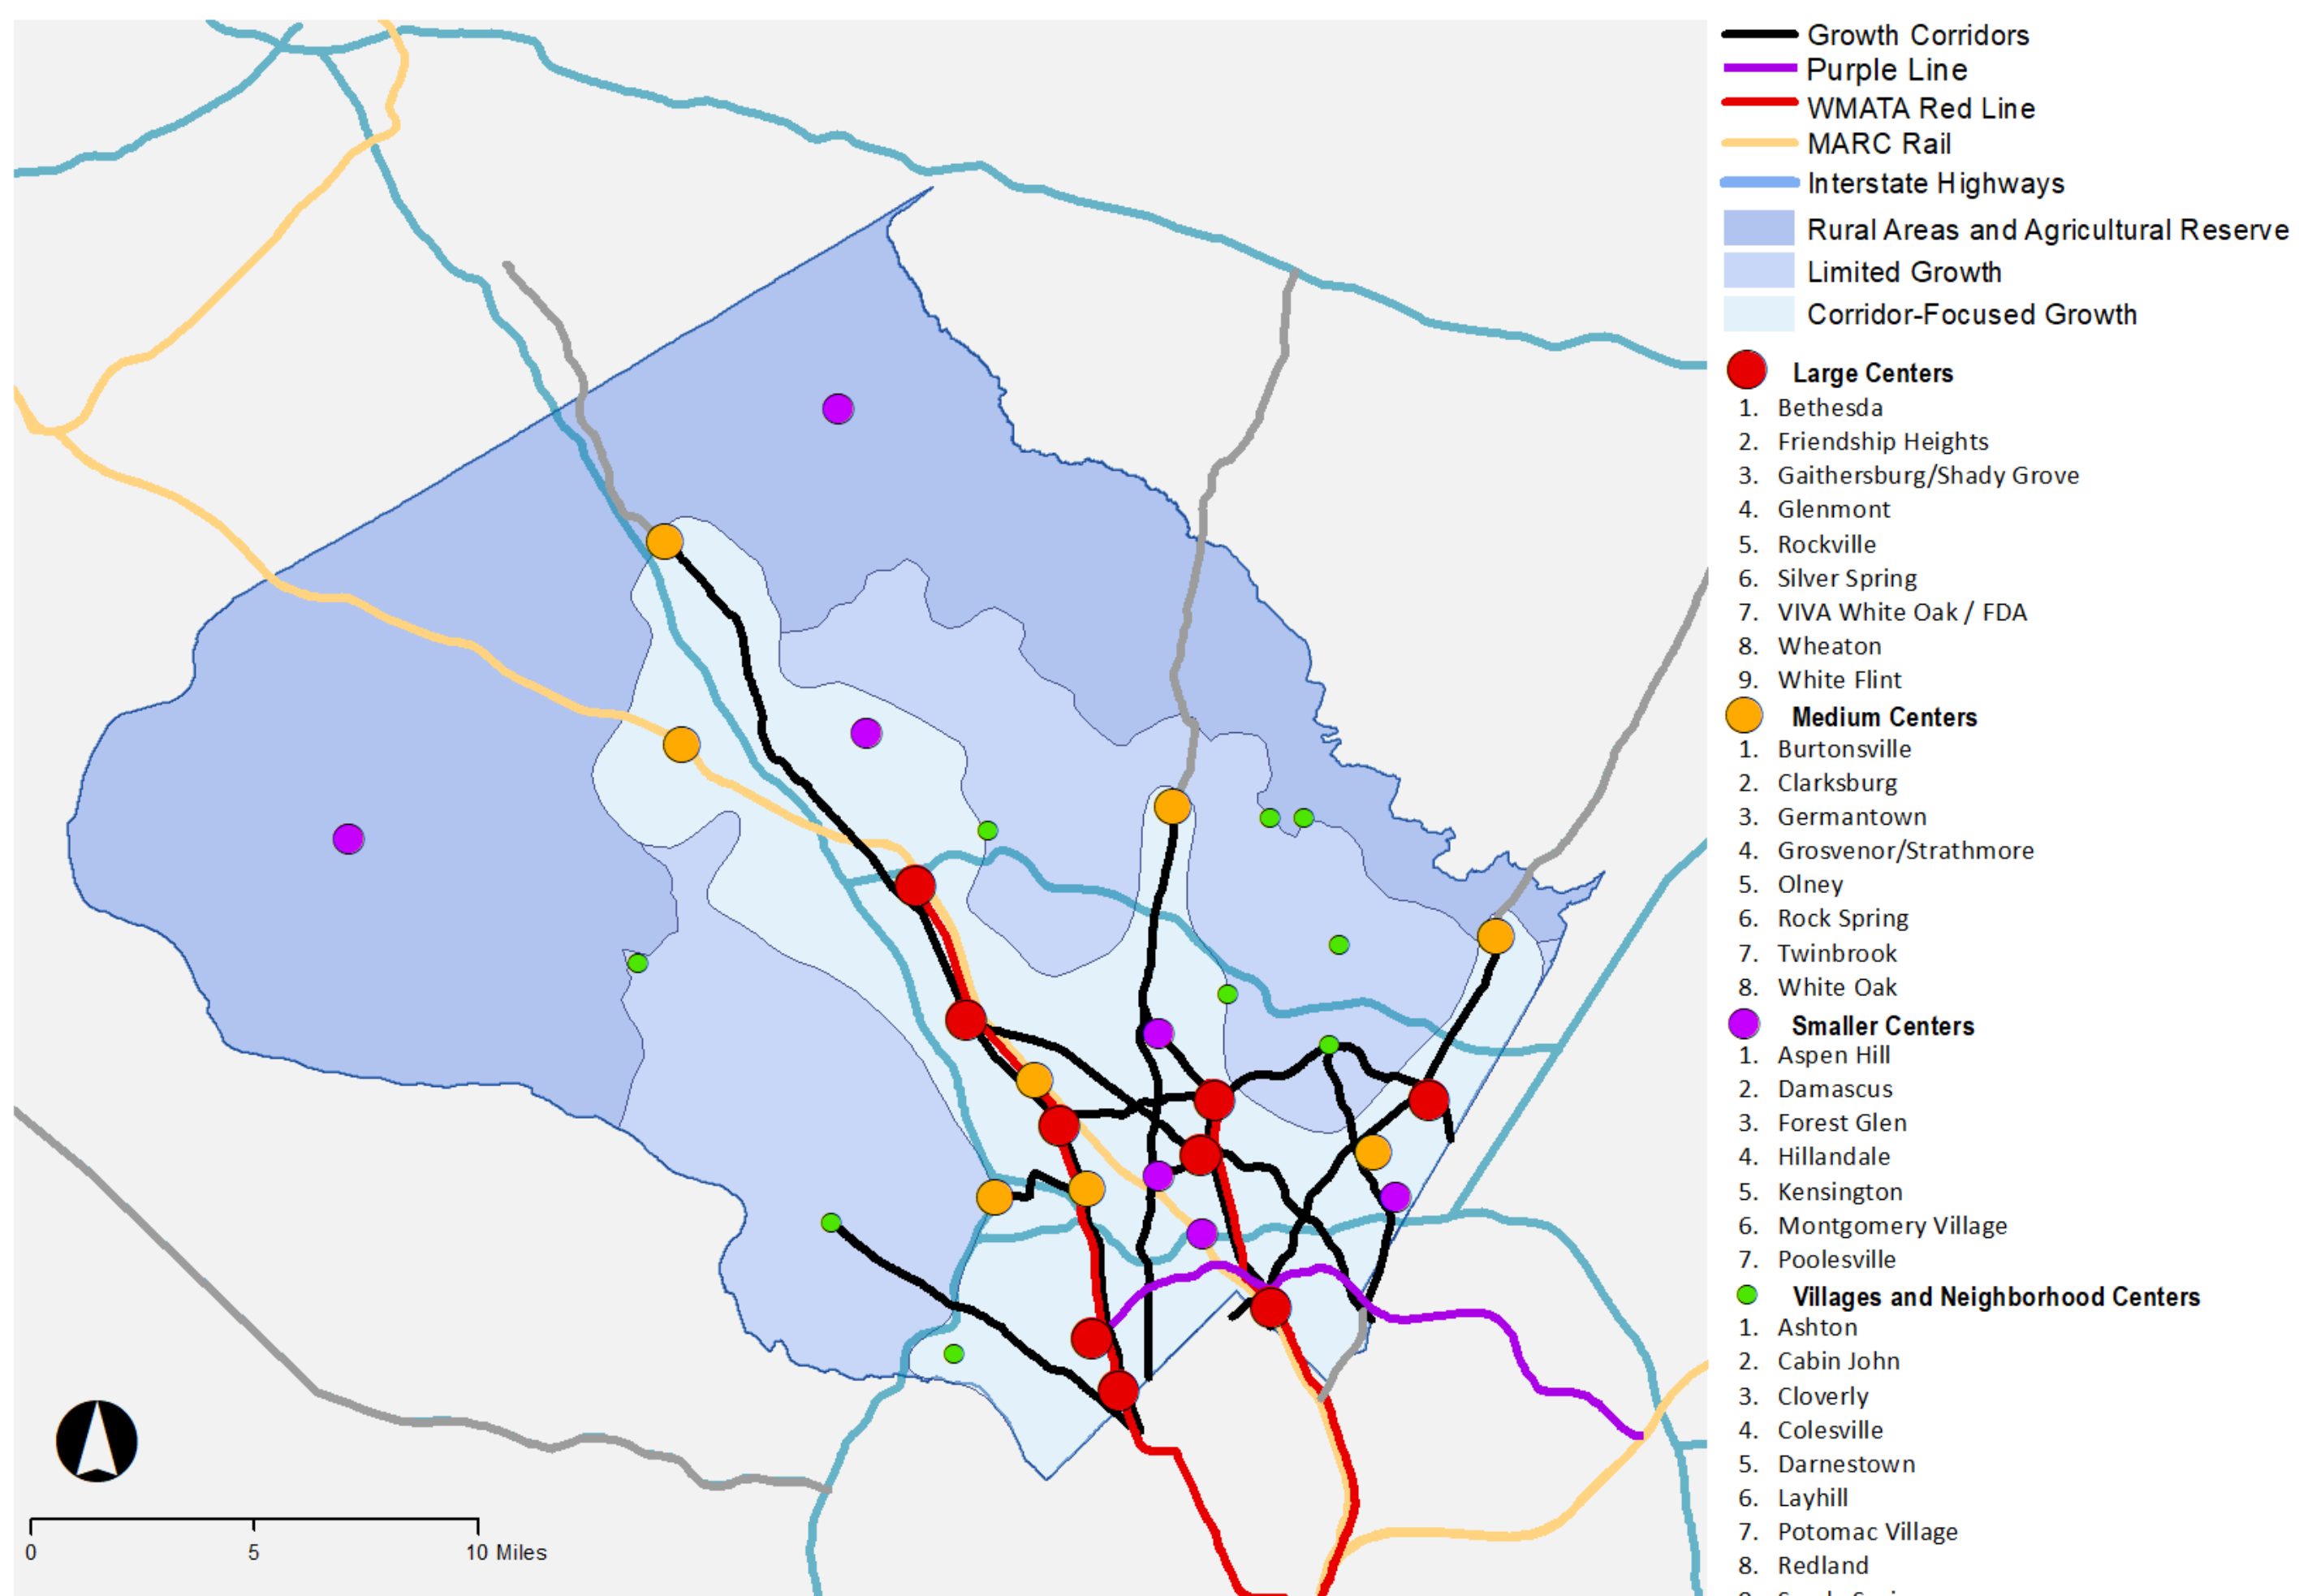 Growth Corridors
Purple Line
WMATA Red Line
MARC Rail
Interstate Highways
Rural Areas and Agricultural Reserve
Limited Growth
Corridor-Focused Growth
Large Centers
1. Bethesda
2. Friendship Heights
3. Gaithersburg/Shady Grove
4. Glenmont
5. Rockville
6. Silver Spring
7. VIVA White Oak / FDA
8. Wheaton
9. White Flint
Medium Centers
1. Burtonsville
2. Clarksburg
3. Germantown
4. Grosvenor/Strathmore
5. Olney
6. Rock Spring
7. Twinbrook
8. White Oak
Smaller Centers
1. Aspen Hill
2. Damascus
3. Forest Glen
4. Hillandale
5. Kensington
6. Montgomery Village
7. Poolesville
Villages and Neighborhood Centers
1. Ashton
2. Cabin John
3. Cloverly
4. Colesville
5. Darnestown
6. Layhill
7. Potomac Village
8. Redland
0 5 10 Miles